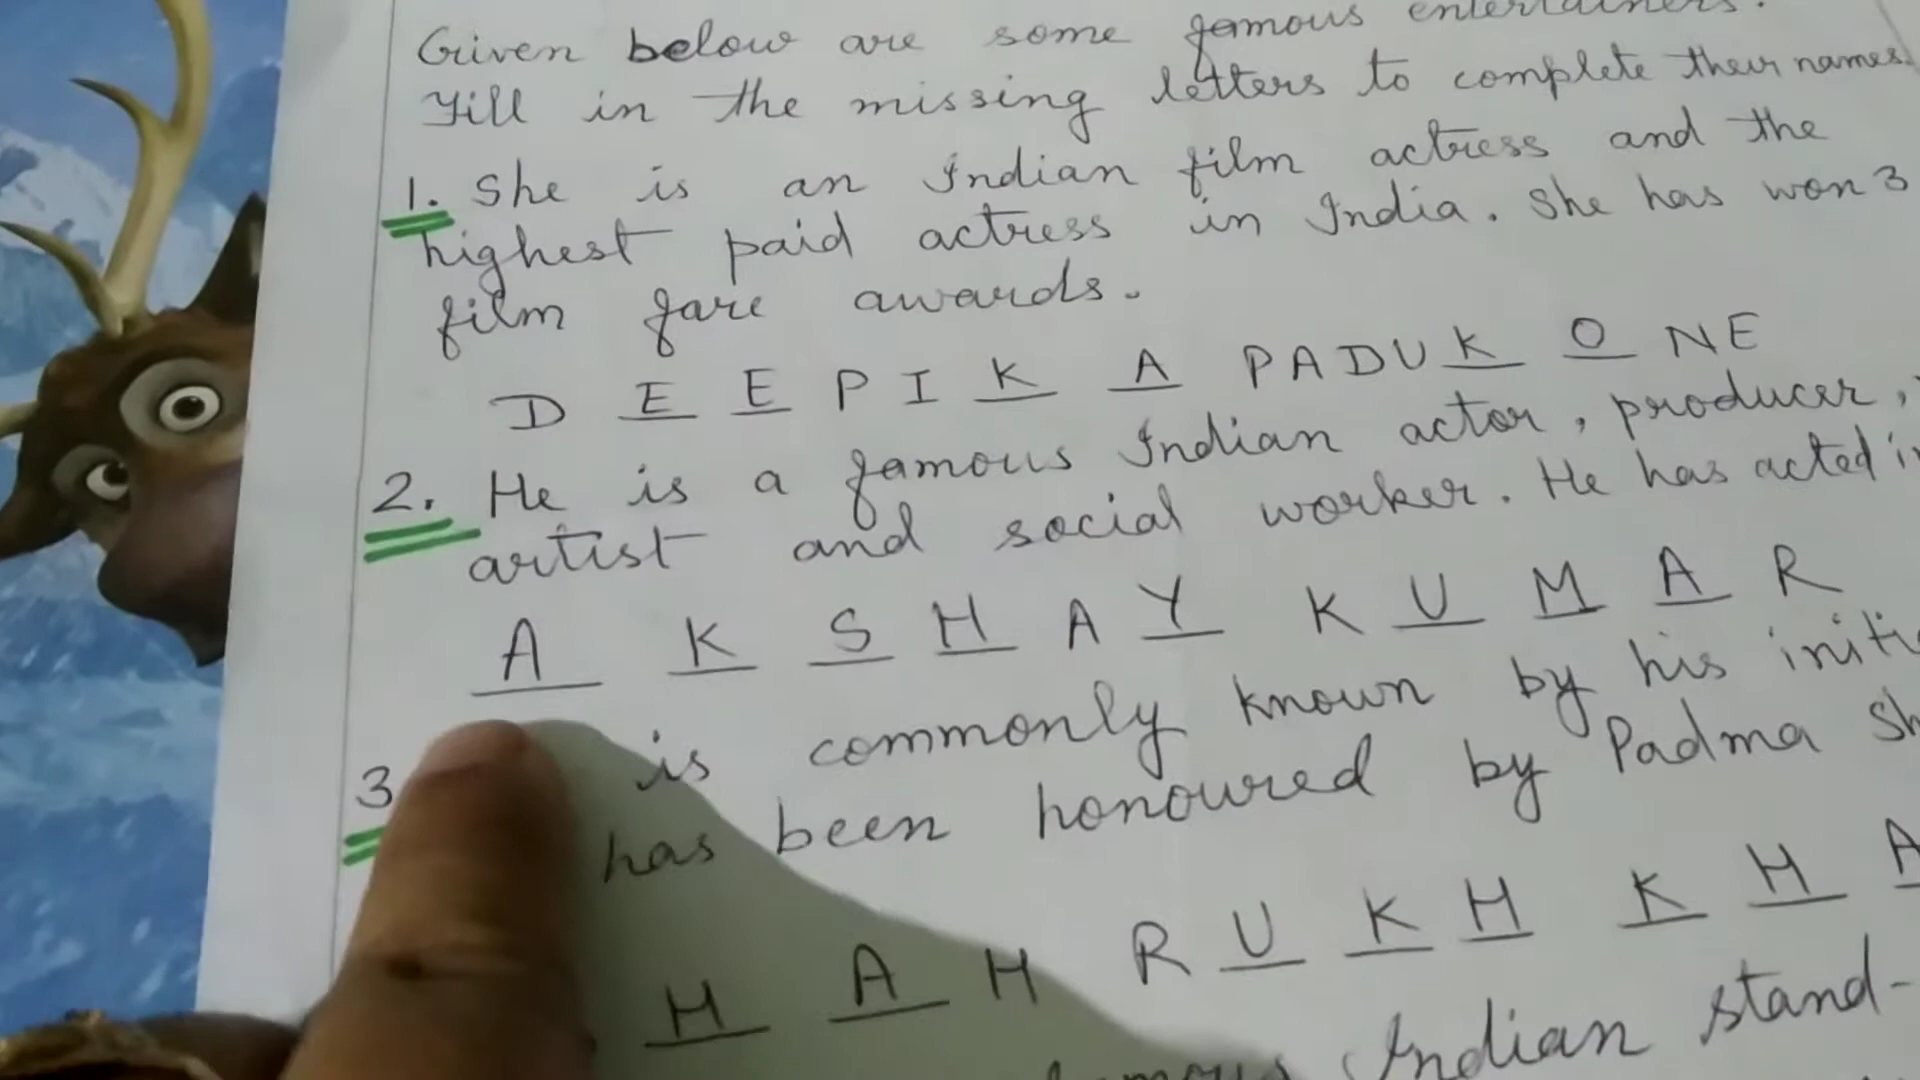 Given below are some famous entertainers.
Fill in the missing letters to complete their names.
1. She is an Indian film actress and the
highest paid actress in India. She has won 3
film fare awards.
D E E P I K A PADUKONE
2. He is a famous Indian actor, producer,
artist and social worker. He has acted in
A K S H A Y K U M A R
3 is commonly known by his
has been honoured by Padma
H A H R U K H K H A
Indian stand-